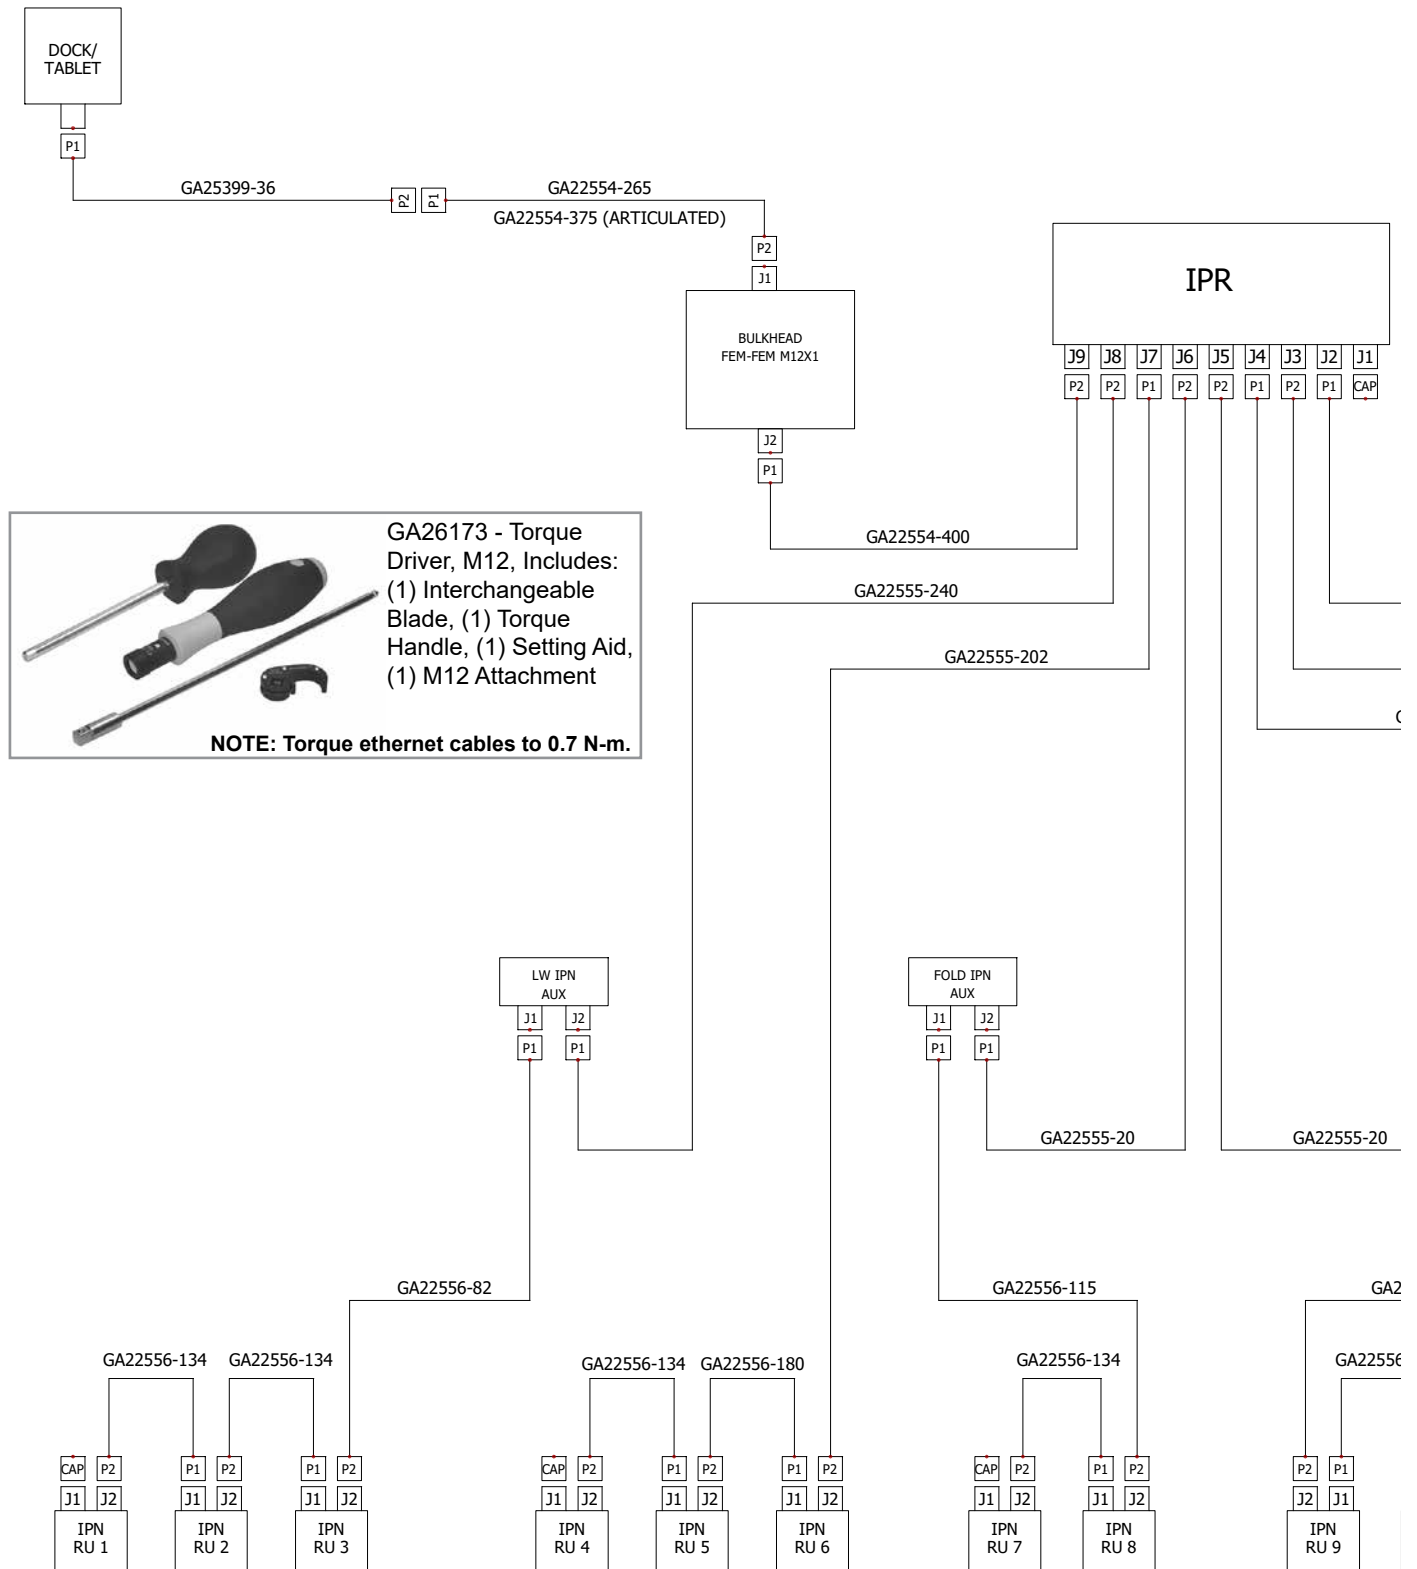 DOCK/
TABLET
P1
GA25399-36
P2
P1
GA22554-265
GA22554-375 (ARTICULATED)
P2
J1
BULKHEAD
FEM-FEM M12X1
J2
P1
GA22554-400
IPR
J9 J8 J7 J6 J5 J4 J3 J2 J1
P2 P2 P1 P2 P2 P1 P2 P1 CAP
GA26173 - Torque
Driver, M12, Includes:
(1) Interchangeable
Blade, (1) Torque
Handle, (1) Setting Aid,
(1) M12 Attachment
NOTE: Torque ethernet cables to 0.7 N-m.
GA22555-240
GA22555-202
G
LW IPN
AUX
J1 J2
P1 P1
FOLD IPN
AUX
J1 J2
P1 P1
GA22555-20
GA22555-20
GA22556-82
GA22556-115
GA2
GA22556-134 GA22556-134
GA22556-134 GA22556-180
GA22556-134
GA22556
CAP P2 P1 P2 P1 P2 CAP P2 P1 P2 P1 P2 CAP P2 P1 P2 P2 P1
J1 J2 J1 J2 J1 J2 J1 J2 J1 J2 J1 J2 J1 J2 J1 J2 J2 J1
IPN IPN IPN IPN IPN IPN IPN IPN IPN
RU 1 RU 2 RU 3 RU 4 RU 5 RU 6 RU 7 RU 8 RU 9